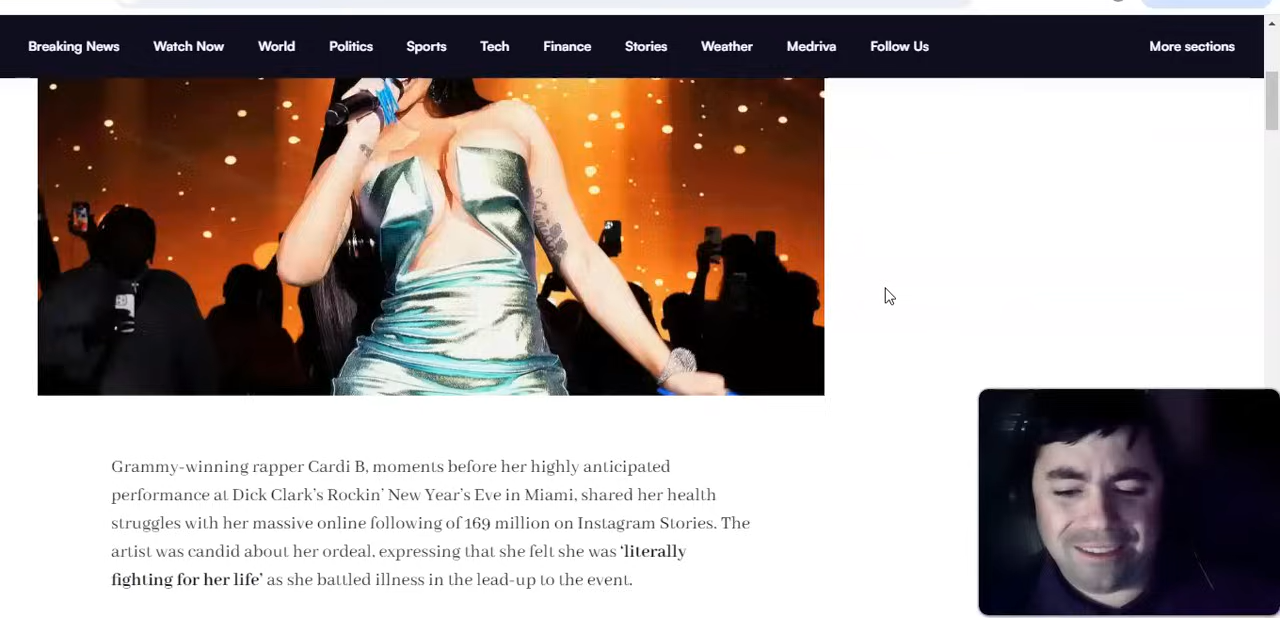 Breaking News Watch Now World Politics Sports Tech Finance Stories Weather Medriva Follow Us More sections
Grammy-winning rapper Cardi B, moments before her highly anticipated
performance at Dick Clark’s Rockin’ New Year’s Eve in Miami, shared her health
struggles with her massive online following of 169 million on Instagram Stories. The
artist was candid about her ordeal, expressing that she felt she was ‘literally
fighting for her life’ as she battled illness in the lead-up to the event.